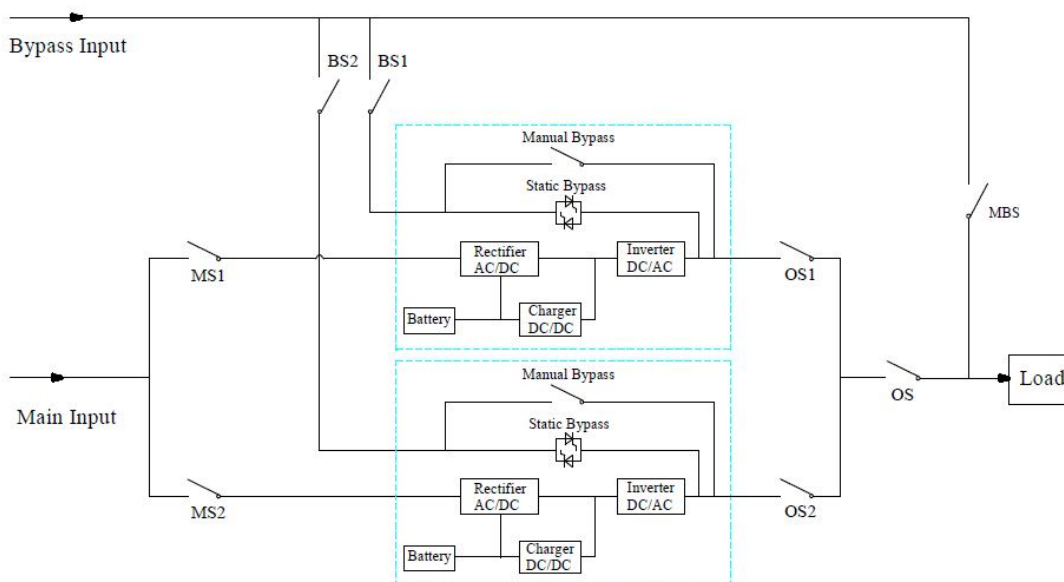 Bypass Input
BS2
BS1
Manual Bypass
Static Bypass
MBS
Rectifier
AC/DC
Inverter
DC/AC
MS1
OS1
Battery
Charger
DC/DC
Main Input
Manual Bypass
OS
Load
Static Bypass
Rectifier
AC/DC
Inverter
DC/AC
MS2
OS2
Battery
Charger
DC/DC